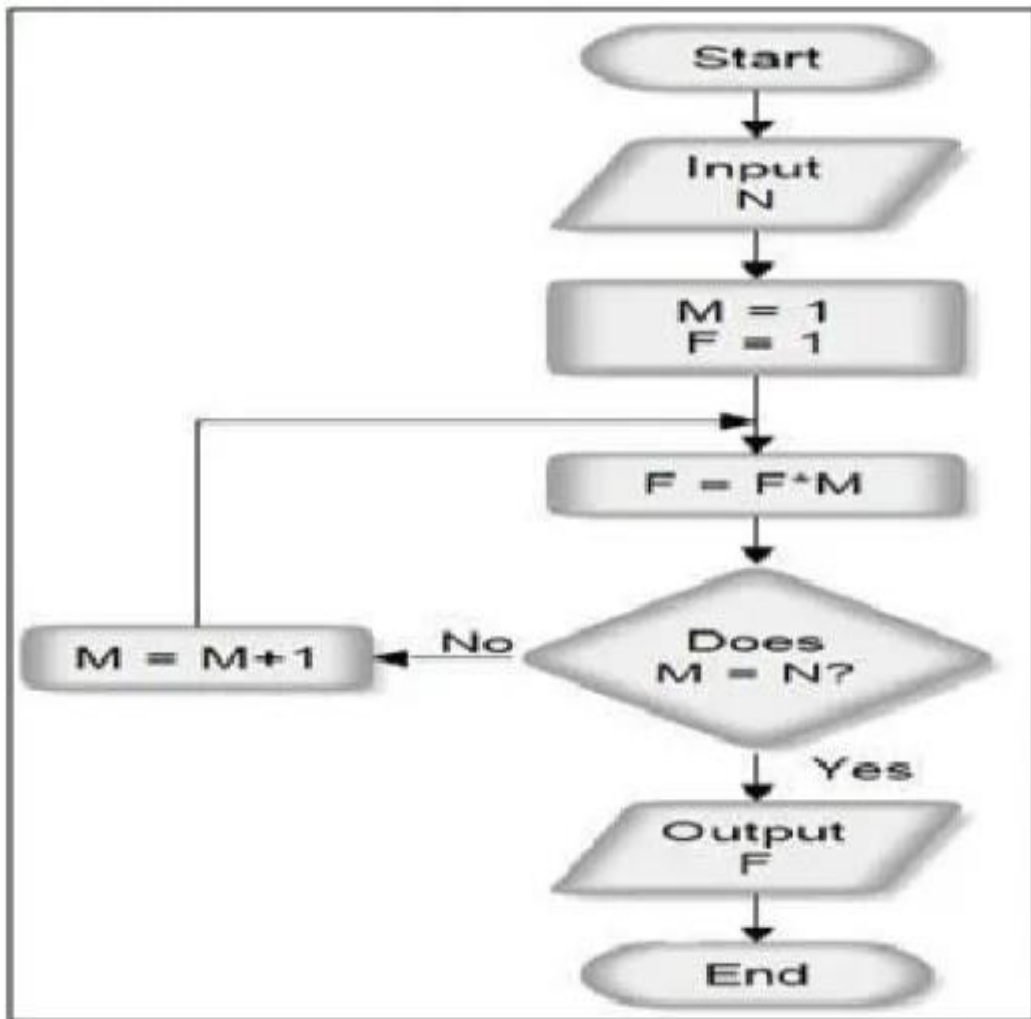 Start
Input
N
M = 1
F = 1
F = F*M
Does
M = N?
No
M = M+1
Yes
Output
F
End